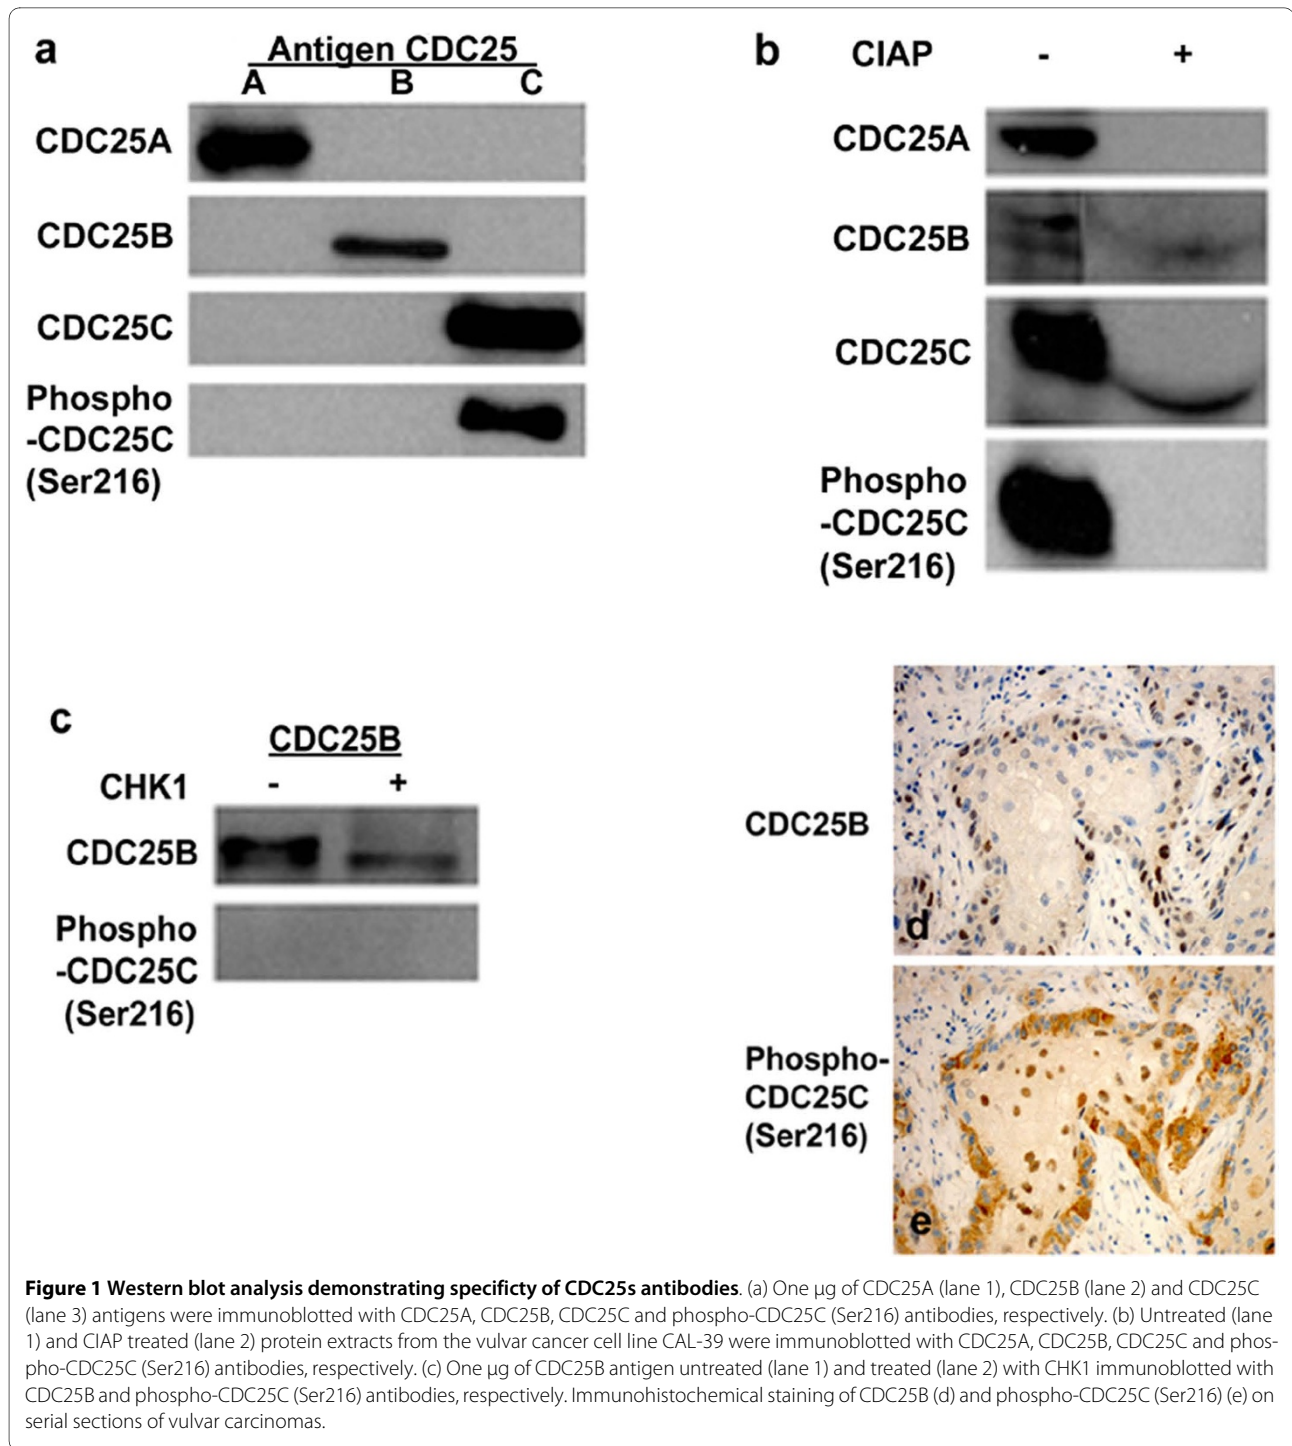 a
Antigen CDC25
A B C
CDC25A
CDC25B
CDC25C
Phospho
-CDC25C
(Ser216)
b
CIAP - +
CDC25A
CDC25B
CDC25C
Phospho
-CDC25C
(Ser216)
c
CDC25B
CHK1 - +
CDC25B
Phospho
-CDC25C
(Ser216)
CDC25B
d
Phospho-
CDC25C
(Ser216)
e
Figure 1 Western blot analysis demonstrating specificty of CDC25s antibodies. (a) One µg of CDC25A (lane 1), CDC25B (lane 2) and CDC25C
(lane 3) antigens were immunoblotted with CDC25A, CDC25B, CDC25C and phospho-CDC25C (Ser216) antibodies, respectively. (b) Untreated (lane
1) and CIAP treated (lane 2) protein extracts from the vulvar cancer cell line CAL-39 were immunoblotted with CDC25A, CDC25B, CDC25C and phos-
pho-CDC25C (Ser216) antibodies, respectively. (c) One µg of CDC25B antigen untreated (lane 1) and treated (lane 2) with CHK1 immunoblotted with
CDC25B and phospho-CDC25C (Ser216) antibodies, respectively. Immunohistochemical staining of CDC25B (d) and phospho-CDC25C (Ser216) (e) on
serial sections of vulvar carcinomas.